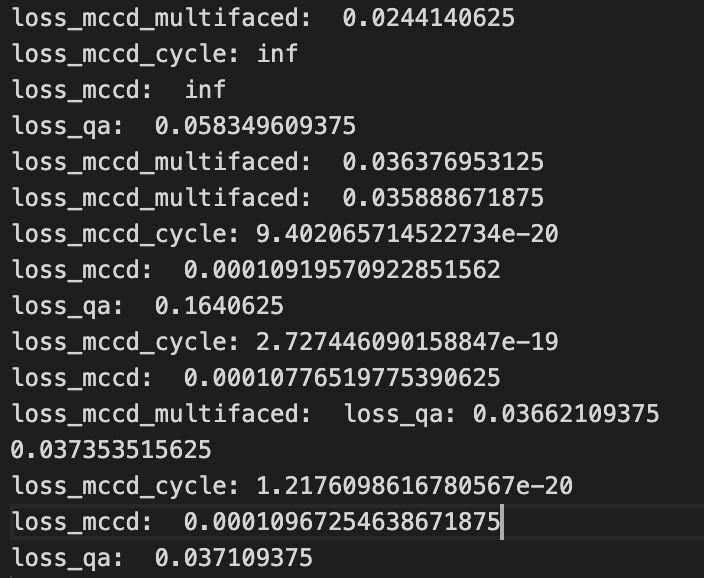 loss_mccd_multifaced:  0.0244140625
loss_mccd_cycle: inf
loss_mccd:  inf
loss_qa:  0.058349609375
loss_mccd_multifaced:  0.036376953125
loss_mccd_multifaced:  0.035888671875
loss_mccd_cycle: 9.402065714522734e-20
loss_mccd:  0.00010919570922851562
loss_qa:  0.1640625
loss_mccd_cycle: 2.727446090158847e-19
loss_mccd:  0.00010776519775390625
loss_mccd_multifaced:  loss_qa: 0.03662109375
0.037353515625
loss_mccd_cycle: 1.2176098616780567e-20
loss_mccd:  0.00010967254638671875
loss_qa:  0.037109375